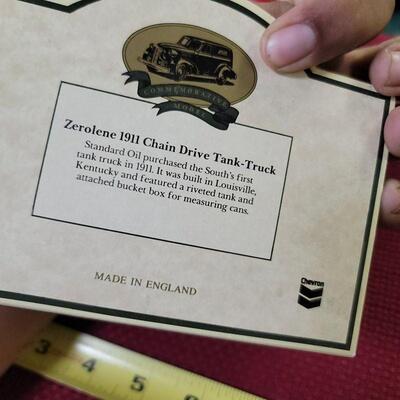 COMMEMORATIVE
MODEL
Zerolene 1911 Chain Drive Tank-Truck
Standard Oil purchased the South's first
tank truck in 1911. It was built in Louisville,
Kentucky and featured a riveted tank and
attached bucket box for measuring cans.
MADE IN ENGLAND
Chevron
3 4 5 6